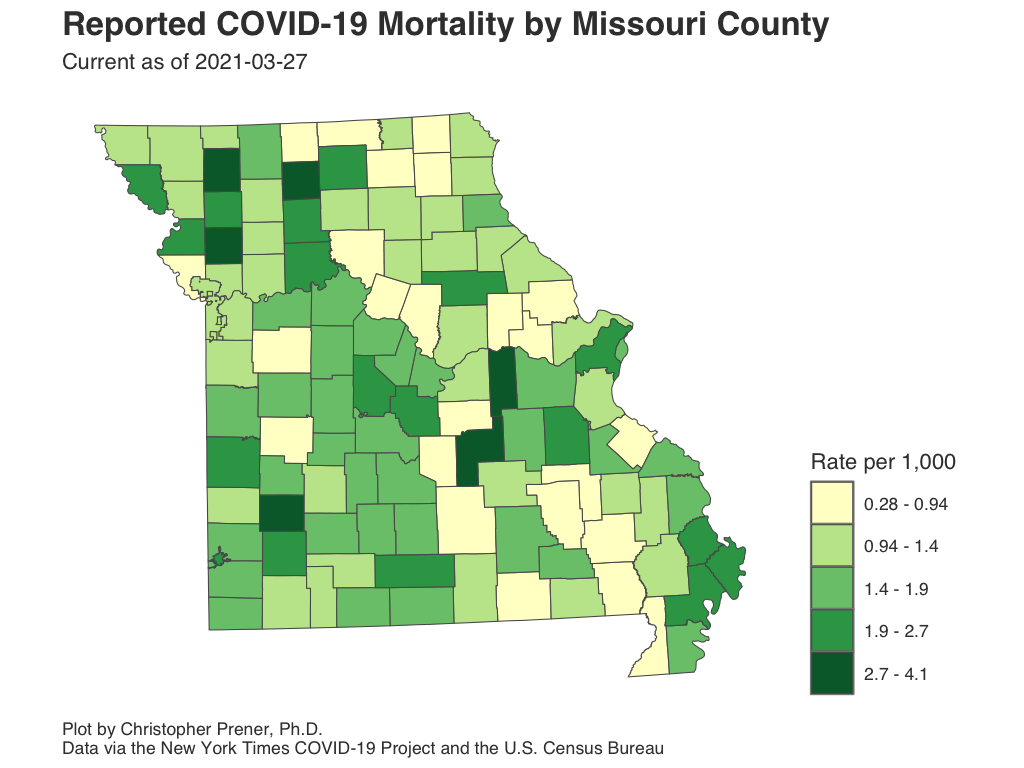 Reported COVID-19 Mortality by Missouri County
Current as of 2021-03-27
Rate per 1,000
0.28 - 0.94
0.94 - 1.4
1.4 - 1.9
1.9 - 2.7
2.7 - 4.1
Plot by Christopher Prener, Ph.D.
Data via the New York Times COVID-19 Project and the U.S. Census Bureau